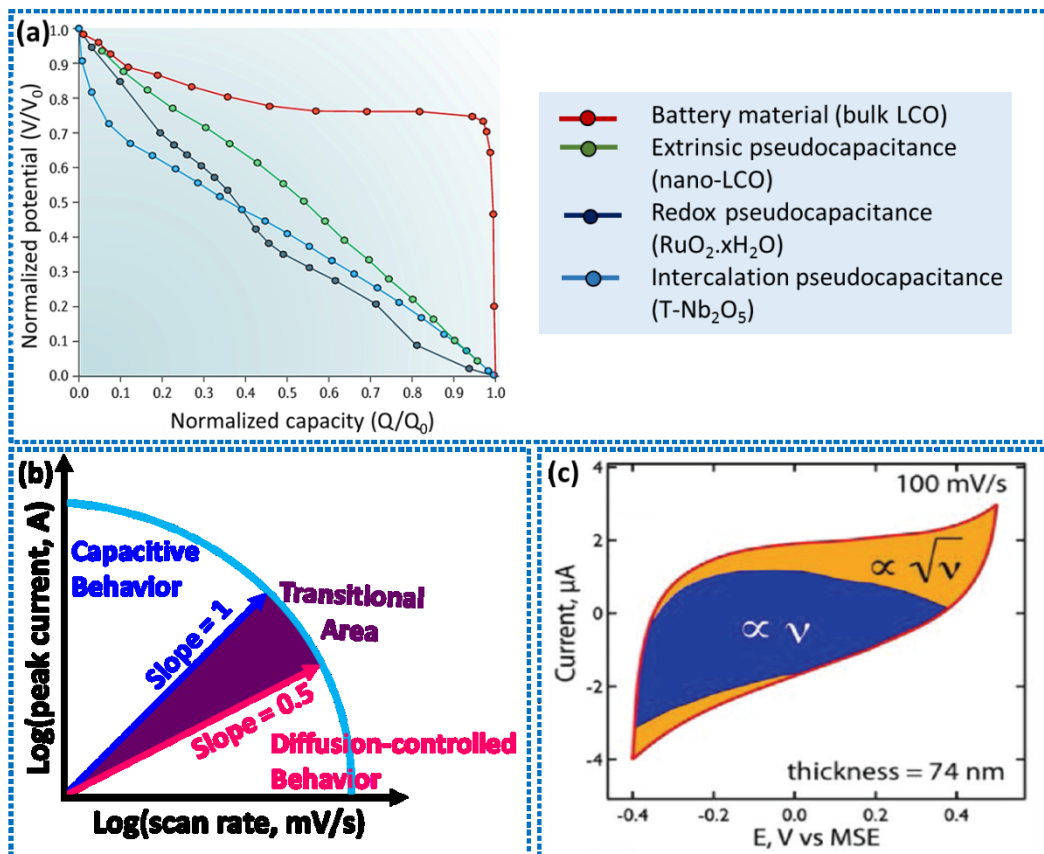 (a)
Normalized potential (V/V₀)
1.0
0.9
0.8
0.7
0.6
0.5
0.4
0.3
0.2
0.1
0.0
0.0 0.1 0.2 0.3 0.4 0.5 0.6 0.7 0.8 0.9 1.0
Normalized capacity (Q/Q₀)
Battery material (bulk LCO)
Extrinsic pseudocapacitance
(nano-LCO)
Redox pseudocapacitance
(RuO₂.xH₂O)
Intercalation pseudocapacitance
(T-Nb₂O₅)
(b)
Log(peak current, A)
Capacitive
Behavior
Slope = 1
Transitional
Area
Slope = 0.5
Diffusion-controlled
Behavior
Log(scan rate, mV/s)
(c)
100 mV/s
Current, µA
4
2
0
-2
-4
∝ √ν
∝ ν
thickness = 74 nm
-0.4 -0.2 0.0 0.2 0.4
E, V vs MSE